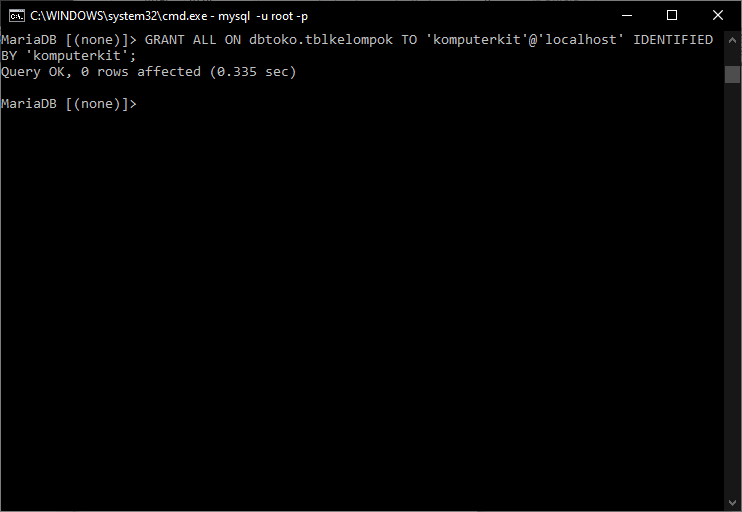 C:\WINDOWS\system32\cmd.exe - mysql -u root -p
MariaDB [(none)]> GRANT ALL ON dbtoko.tblkelompok TO 'komputerkit'@'localhost' IDENTIFIED
BY 'komputerkit';
Query OK, 0 rows affected (0.335 sec)
MariaDB [(none)]>